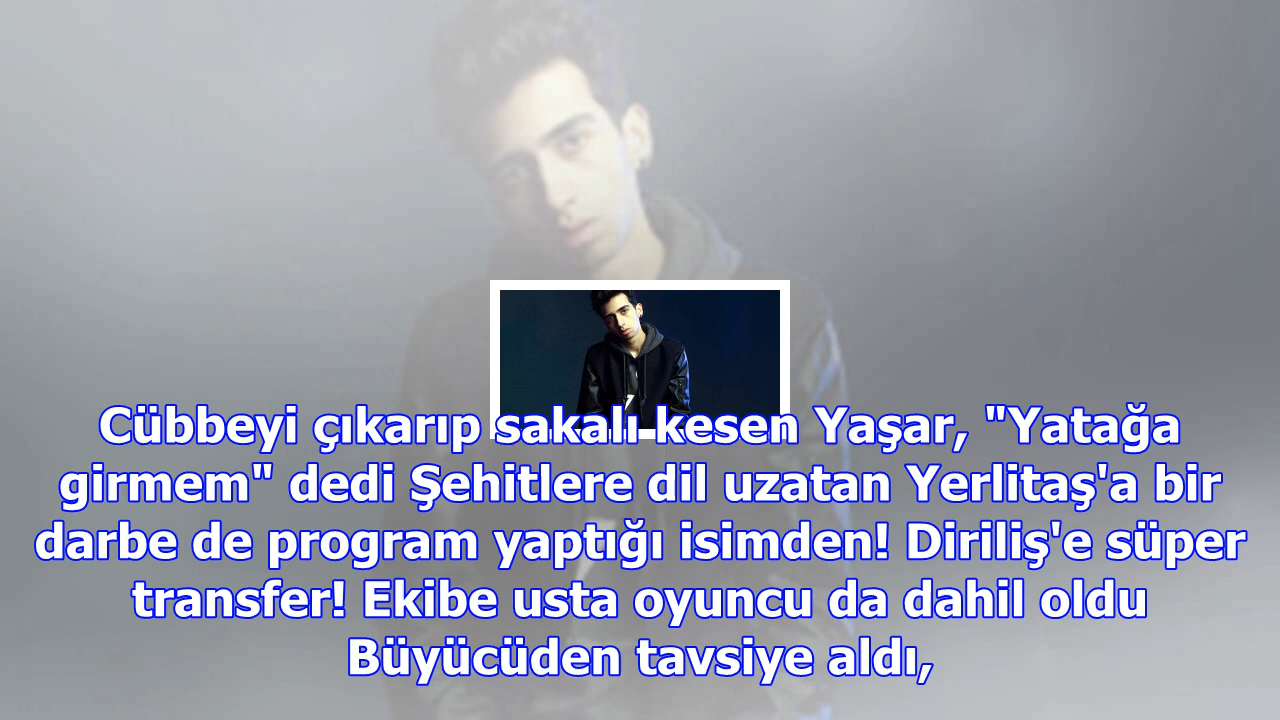 Cübbeyi çıkarıp sakalı kesen Yaşar, "Yatağa
girmem" dedi Şehitlere dil uzatan Yerlitaş'a bir
darbe de program yaptığı isimden! Diriliş'e süper
transfer! Ekibe usta oyuncu da dahil oldu
Büyücüden tavsiye aldı,